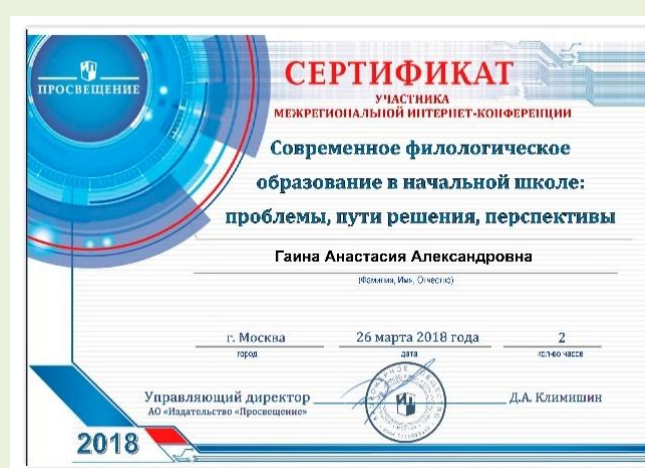 ПРОСВЕЩЕНИЕ
СЕРТИФИКАТ
УЧАСТНИКА
МЕЖРЕГИОНАЛЬНОЙ ИНТЕРНЕТ-КОНФЕРЕНЦИИ
Современное филологическое
образование в начальной школе:
проблемы, пути решения, перспективы
Гаина Анастасия Александровна
(Фамилия, Имя, Отчество)
г. Москва 26 марта 2018 года 2
город дата кол-во часов
Управляющий директор Д.А. Климишин
АО «Издательство «Просвещение»
2018